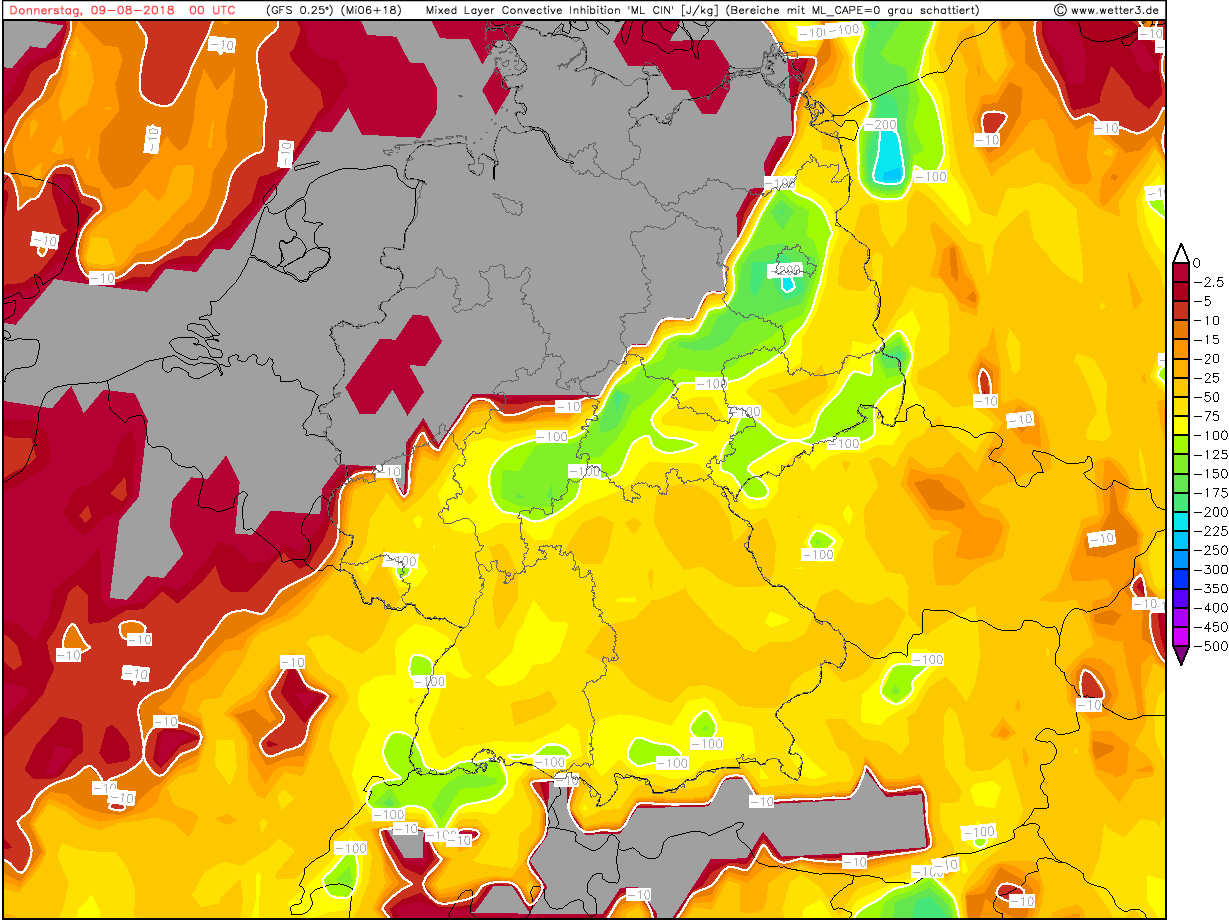 Donnerstag, 09-08-2018 00 UTC (GFS 0.25°) (Mi06+18) Mixed Layer Convective Inhibition 'ML CIN' [J/kg] (Bereiche mit ML_CAPE=0 grau schattiert) © www.wetter3.de
-10 -100 -100 -10
-10 -10
-200 -10 -10
-100 -100 -10
-10
-10 -200
-100 -10
-10 -100 -10
-100 -100
-10 -100
-100 -100 -10
-10
-10
-10 -10 -100
-10 -10 -100 -10
-10 -100
-10 -100 -100
-10 -10 -10
-100
-10 -100 -10 -100
-100 -10 -10
-100
-10 -10
0
-2.5
-5
-10
-15
-20
-25
-50
-75
-100
-125
-150
-175
-200
-225
-250
-300
-350
-400
-450
-500